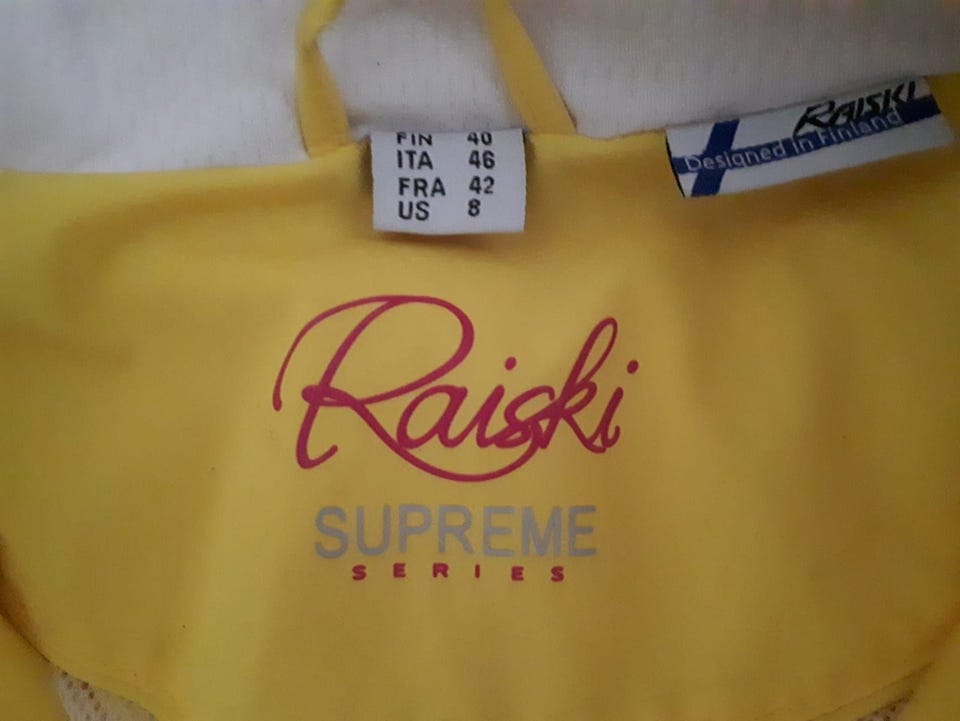 FIN 40
ITA 46
FRA 42
US 8
RAISKI
Designed in Finland
Raiski
SUPREME
SERIES